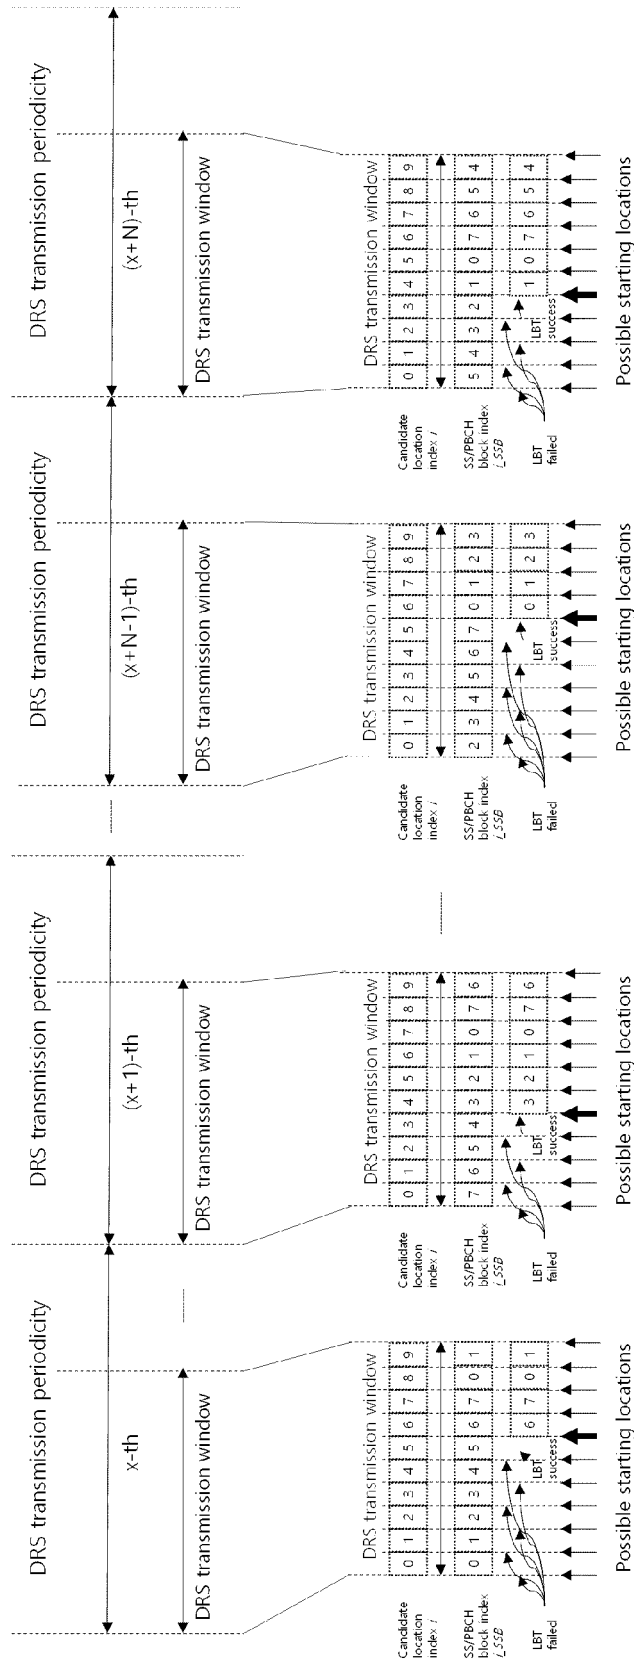 DRS transmission periodicity
x-th
DRS transmission window
DRS transmission window
Candidate
location
index i
0 1 2 3 4 5 6 7 8 9
SS/PBCH
block index
i_SSB
0 1 2 3 4 5 6 7 0 1
LBT
failed
LBT
success
6 7 0 1
Possible starting locations
DRS transmission periodicity
(x+1)-th
DRS transmission window
DRS transmission window
Candidate
location
index i
0 1 2 3 4 5 6 7 8 9
SS/PBCH
block index
i_SSB
7 6 5 4 3 2 1 0 7 6
LBT
failed
LBT
success
3 2 1 0 7 6
Possible starting locations
DRS transmission periodicity
(x+N-1)-th
DRS transmission window
DRS transmission window
Candidate
location
index i
0 1 2 3 4 5 6 7 8 9
SS/PBCH
block index
i_SSB
2 3 4 5 6 7 0 1 2 3
LBT
failed
LBT
success
0 1 2 3
Possible starting locations
DRS transmission periodicity
(x+N)-th
DRS transmission window
DRS transmission window
Candidate
location
index i
0 1 2 3 4 5 6 7 8 9
SS/PBCH
block index
i_SSB
5 4 3 2 1 0 7 6 5 4
LBT
failed
LBT
success
1 0 7 6 5 4
Possible starting locations